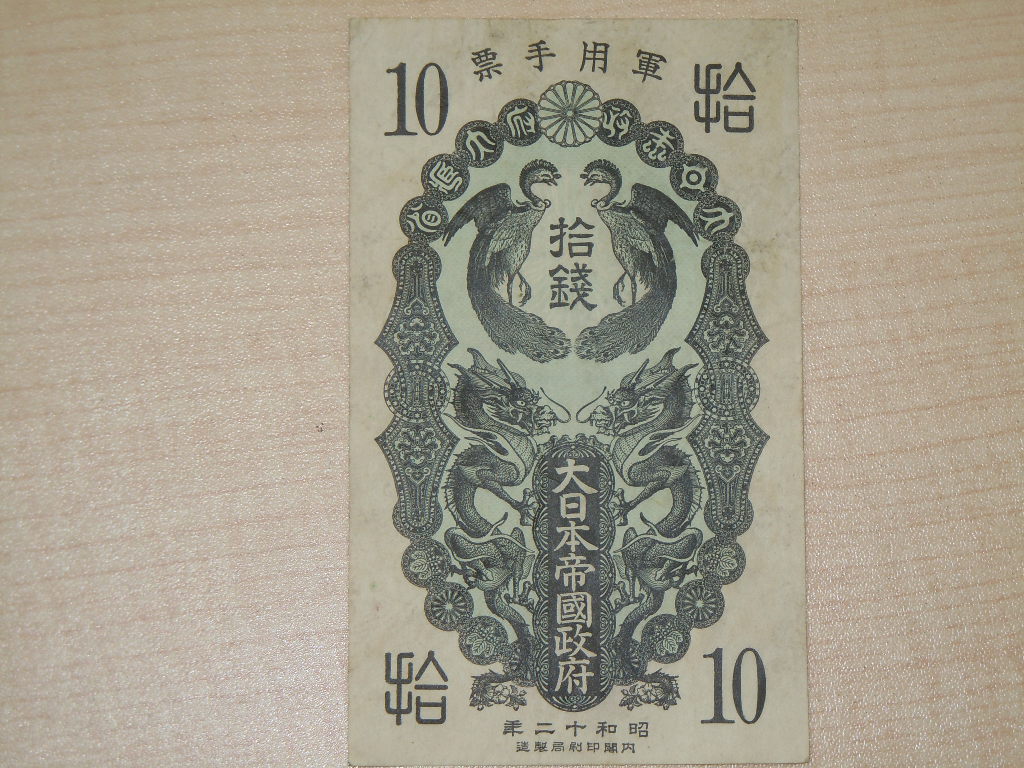 軍用手票
10
拾
拾錢
大日本帝國政府
拾
10
昭和十二年
内閣印刷局製造